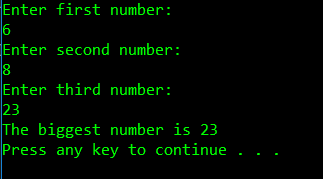 Enter first number:
6
Enter second number:
8
Enter third number:
23
The biggest number is 23
Press any key to continue . . .